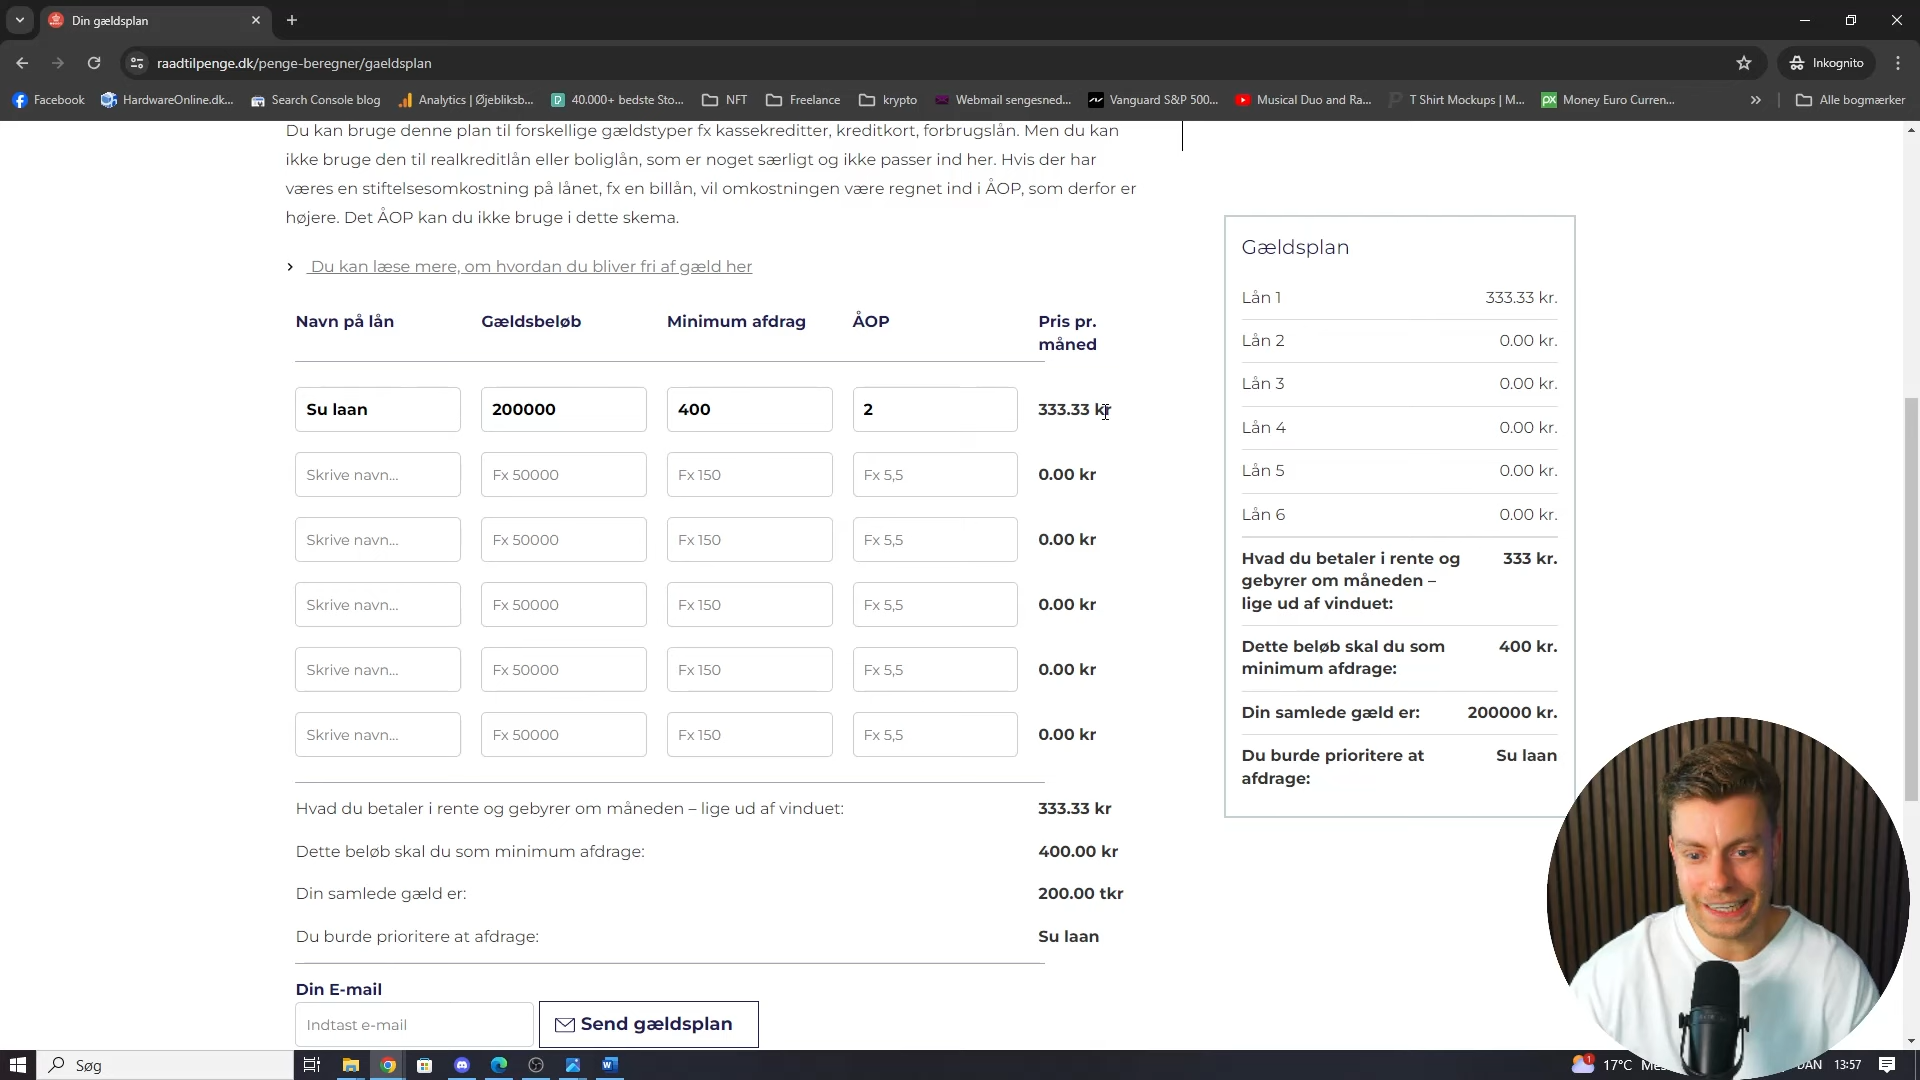 Din gældsplan
raadtilpenge.dk/penge-beregner/gaeldsplan
Inkognito
Facebook
HardwareOnline.dk...
Search Console blog
Analytics | Øjebliksb...
40.000+ bedste Sto...
NFT
Freelance
krypto
Webmail sengesned...
Vanguard S&P 500...
Musical Duo and Ra...
T Shirt Mockups | M...
Money Euro Curren...
Alle bogmærker
Du kan bruge denne plan til forskellige gældstyper fx kassekreditter, kreditkort, forbrugslån. Men du kan
ikke bruge den til realkreditlån eller boliglån, som er noget særligt og ikke passer ind her. Hvis der har
væres en stiftelsesomkostning på lånet, fx en billån, vil omkostningen være regnet ind i ÅOP, som derfor er
højere. Det ÅOP kan du ikke bruge i dette skema.
Du kan læse mere, om hvordan du bliver fri af gæld her
Navn på lån Gældsbeløb Minimum afdrag ÅOP Pris pr.
måned
Su laan 200000 400 2 333.33 kr
Skrive navn... Fx 50000 Fx 150 Fx 5,5 0.00 kr
Skrive navn... Fx 50000 Fx 150 Fx 5,5 0.00 kr
Skrive navn... Fx 50000 Fx 150 Fx 5,5 0.00 kr
Skrive navn... Fx 50000 Fx 150 Fx 5,5 0.00 kr
Skrive navn... Fx 50000 Fx 150 Fx 5,5 0.00 kr
Hvad du betaler i rente og gebyrer om måneden – lige ud af vinduet: 333.33 kr
Dette beløb skal du som minimum afdrage: 400.00 kr
Din samlede gæld er: 200.00 tkr
Du burde prioritere at afdrage: Su laan
Din E-mail
Indtast e-mail
Send gældsplan
Gældsplan
Lån 1 333.33 kr.
Lån 2 0.00 kr.
Lån 3 0.00 kr.
Lån 4 0.00 kr.
Lån 5 0.00 kr.
Lån 6 0.00 kr.
Hvad du betaler i rente og 333 kr.
gebyrer om måneden –
lige ud af vinduet:
Dette beløb skal du som 400 kr.
minimum afdrage:
Din samlede gæld er: 200000 kr.
Du burde prioritere at Su laan
afdrage:
Søg
1
17°C
DAN
13:57